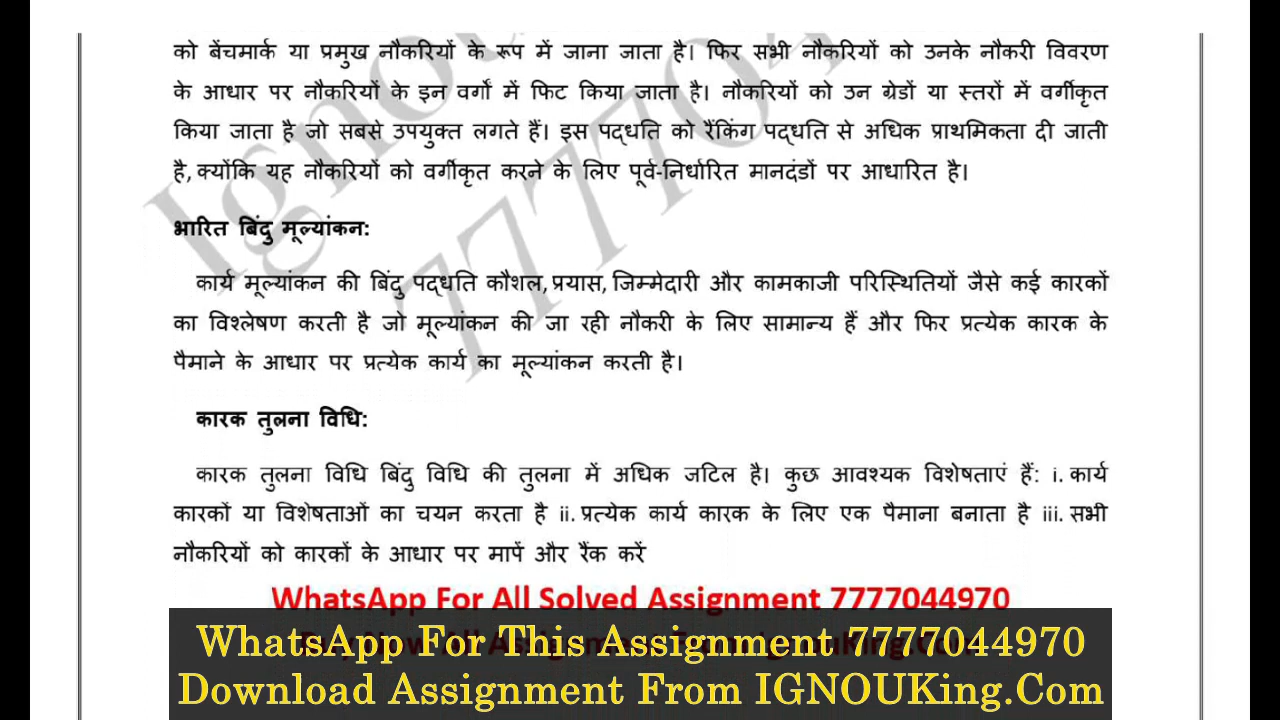 को बेंचमार्क या प्रमुख नौकरियों के रूप में जाना जाता है। फिर सभी नौकरियों को उनके नौकरी विवरण
के आधार पर नौकरियों के इन वर्गों में फिट किया जाता है। नौकरियों को उन ग्रेडों या स्तरों में वर्गीकृत
किया जाता है जो सबसे उपयुक्त लगते हैं। इस पद्धति को रैंकिंग पद्धति से अधिक प्राथमिकता दी जाती
है, क्योंकि यह नौकरियों को वर्गीकृत करने के लिए पूर्व-निर्धारित मानदंडों पर आधारित है।
भारित बिंदु मूल्यांकन:
कार्य मूल्यांकन की बिंदु पद्धति कौशल, प्रयास, जिम्मेदारी और कामकाजी परिस्थितियों जैसे कई कारकों
का विश्लेषण करती है जो मूल्यांकन की जा रही नौकरी के लिए सामान्य हैं और फिर प्रत्येक कारक के
पैमाने के आधार पर प्रत्येक कार्य का मूल्यांकन करती है।
कारक तुलना विधि:
कारक तुलना विधि बिंदु विधि की तुलना में अधिक जटिल है। कुछ आवश्यक विशेषताएं हैं: i. कार्य
कारकों या विशेषताओं का चयन करता है ii. प्रत्येक कार्य कारक के लिए एक पैमाना बनाता है iii. सभी
नौकरियों को कारकों के आधार पर मापें और रैंक करें
WhatsApp For All Solved Assignment 7777044970
WhatsApp For This Assignment 7777044970
Download Assignment From IGNOUKing.Com